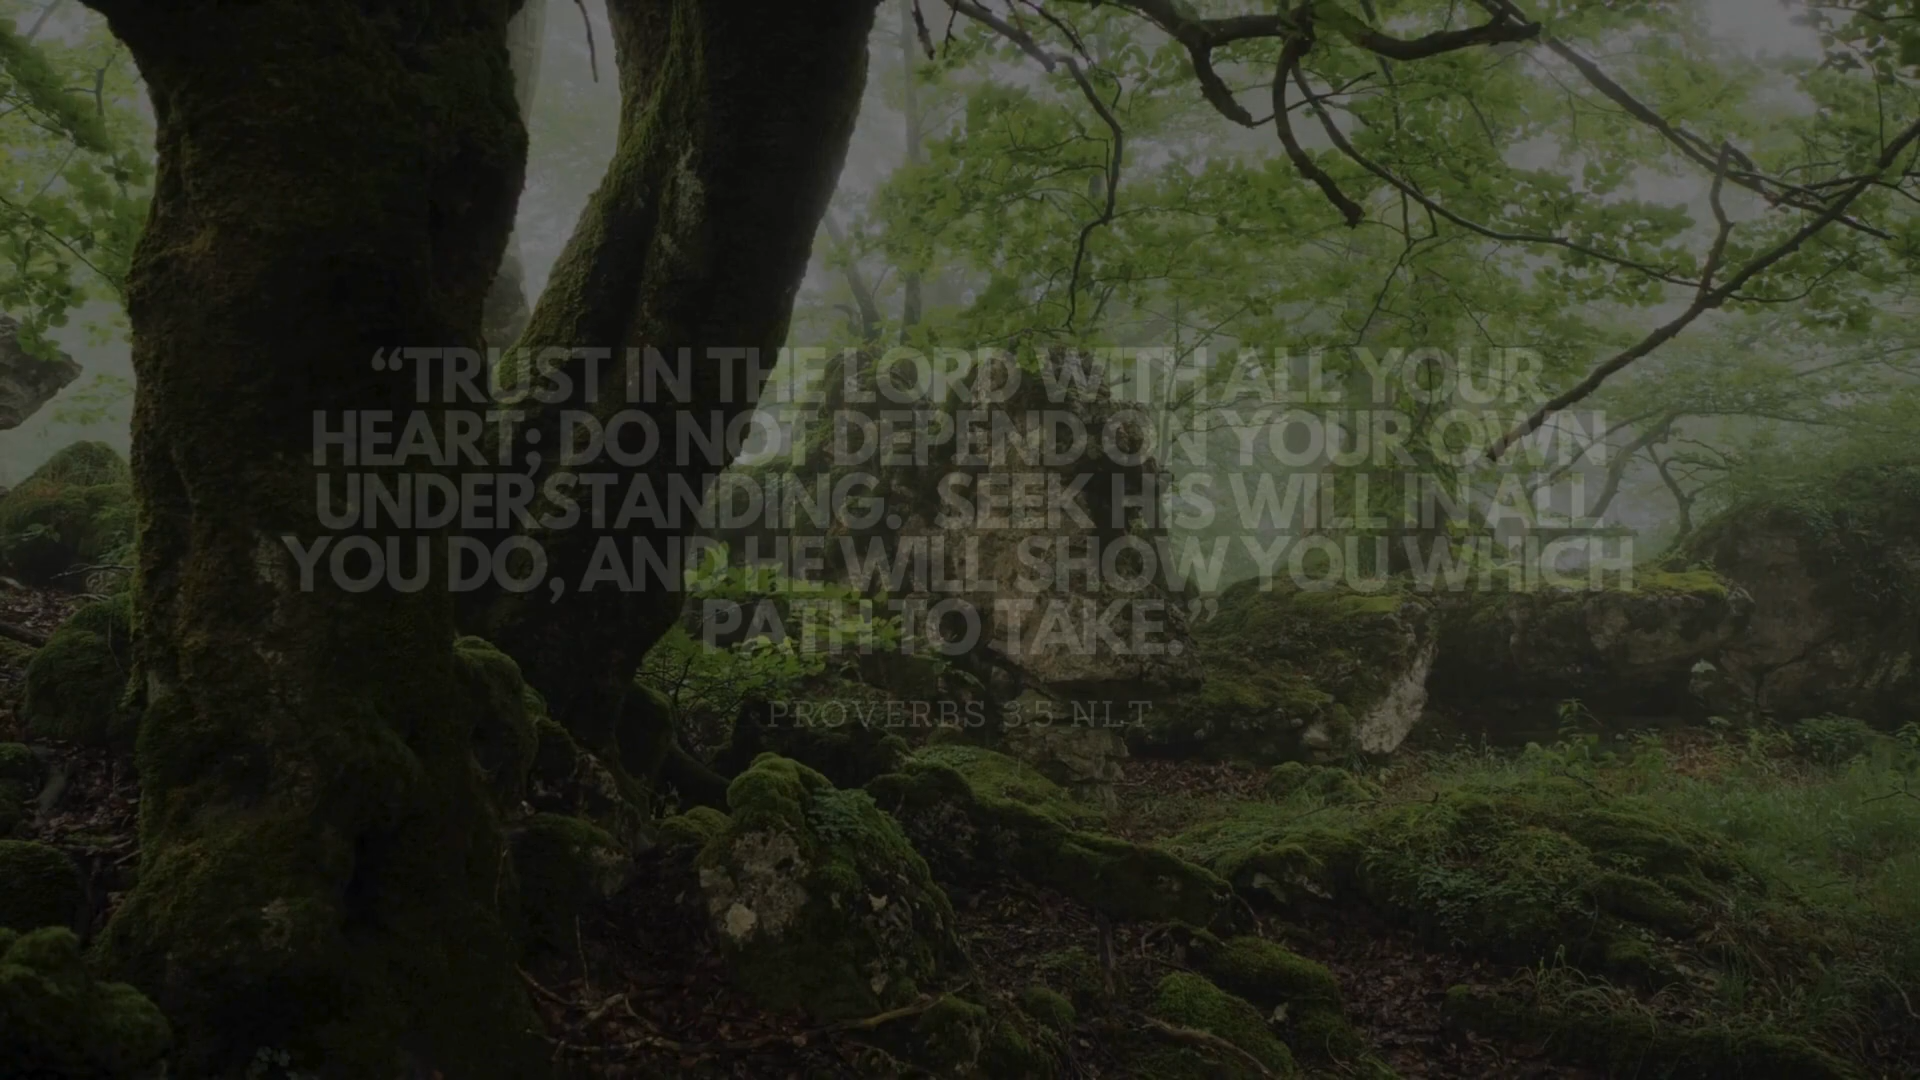 “TRUST IN THE LORD WITH ALL YOUR
HEART; DO NOT DEPEND ON YOUR OWN
UNDERSTANDING. SEEK HIS WILL IN ALL
YOU DO, AND HE WILL SHOW YOU WHICH
PATH TO TAKE.”
PROVERBS 3:5 NLT